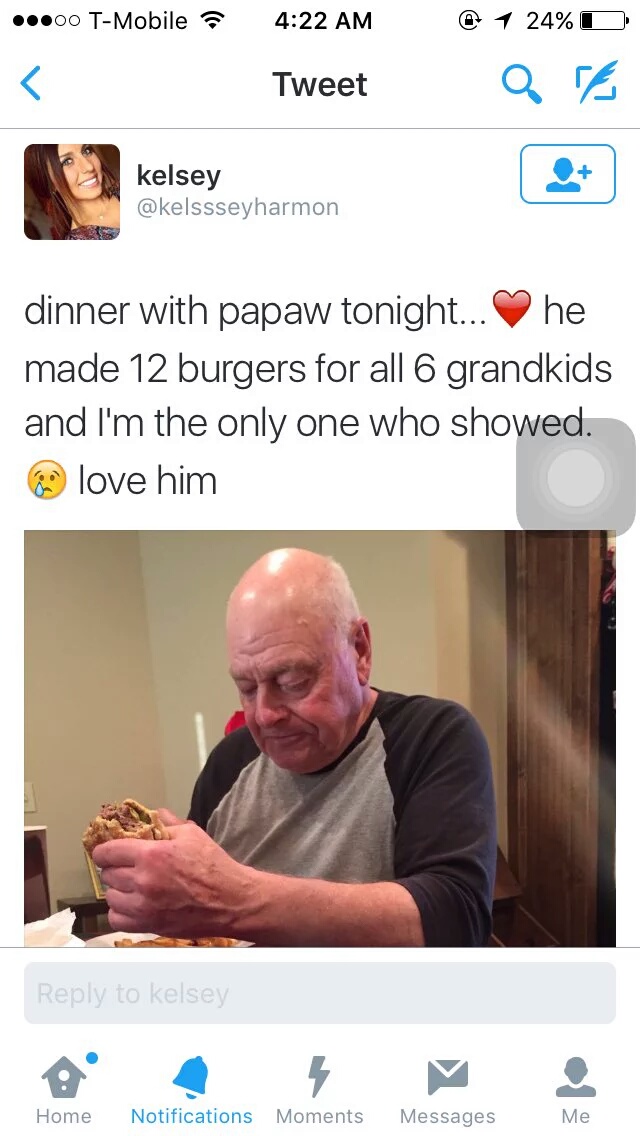 T-Mobile 4:22 AM 24%
Tweet
kelsey
@kelssseyharmon
dinner with papaw tonight...❤️ he
made 12 burgers for all 6 grandkids
and I'm the only one who showed.
😢 love him
Reply to kelsey
Home Notifications Moments Messages Me